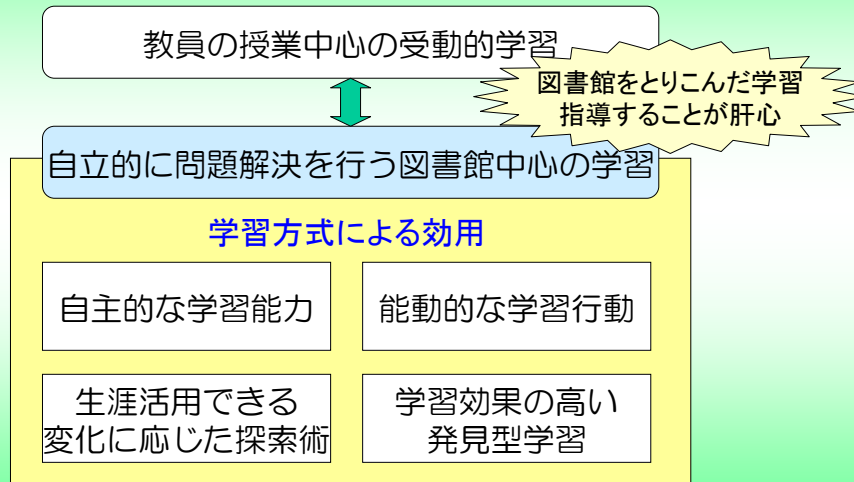 教員の授業中心の受動的学習
図書館をとりこんだ学習
指導することが肝心
自立的に問題解決を行う図書館中心の学習
学習方式による効用
自主的な学習能力
能動的な学習行動
生涯活用できる
変化に応じた探索術
学習効果の高い
発見型学習